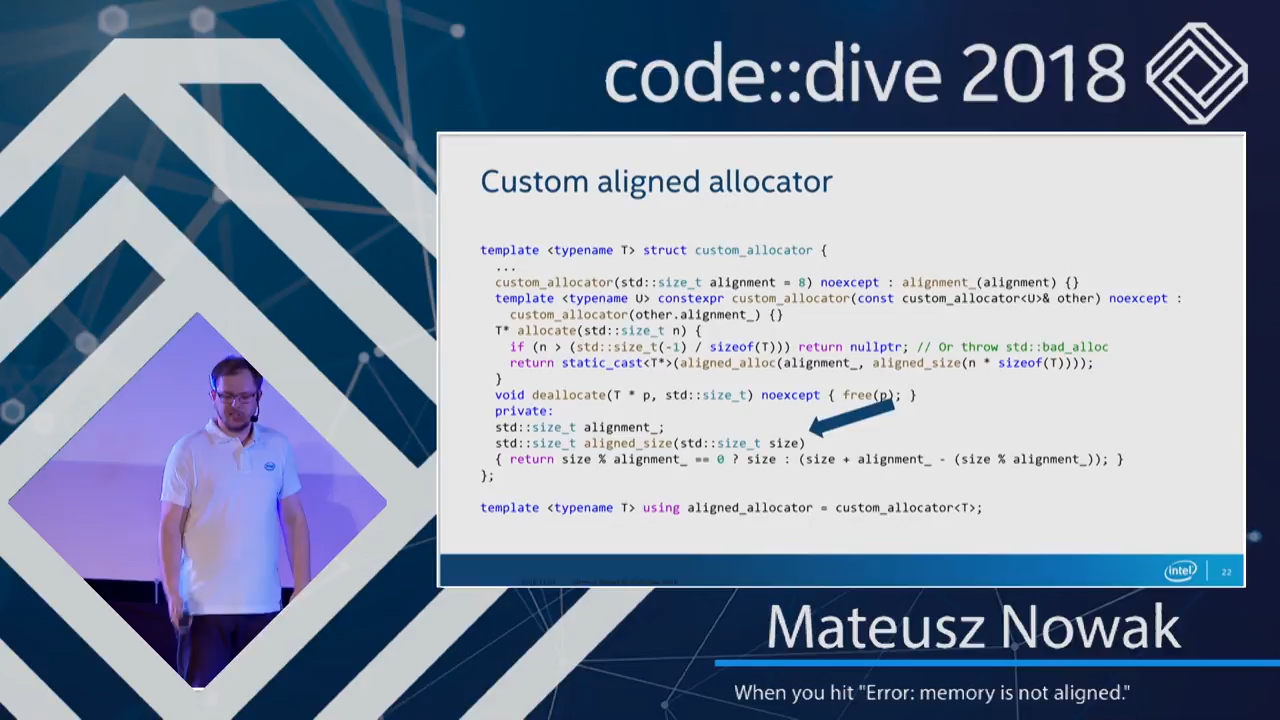 code::dive 2018
Custom aligned allocator
template <typename T> struct custom_allocator {
...
custom_allocator(std::size_t alignment = 8) noexcept : alignment_(alignment) {}
template <typename U> constexpr custom_allocator(const custom_allocator<U>& other) noexcept :
custom_allocator(other.alignment_) {}
T* allocate(std::size_t n) {
if (n > (std::size_t(-1) / sizeof(T))) return nullptr; // Or throw std::bad_alloc
return static_cast<T*>(aligned_alloc(alignment_, aligned_size(n * sizeof(T))));
}
void deallocate(T * p, std::size_t) noexcept { free(p); }
private:
std::size_t alignment_;
std::size_t aligned_size(std::size_t size)
{ return size % alignment_ == 0 ? size : (size + alignment_ - (size % alignment_)); }
};
template <typename T> using aligned_allocator = custom_allocator<T>;
intel
22
Mateusz Nowak
When you hit "Error: memory is not aligned."